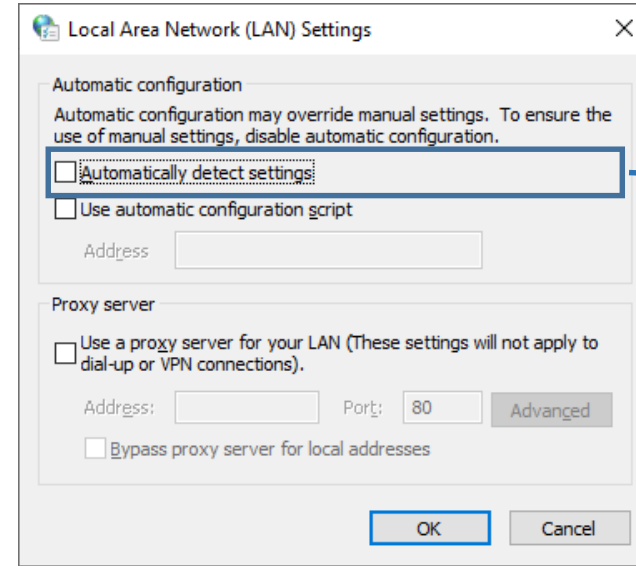 Local Area Network (LAN) Settings
Automatic configuration
Automatic configuration may override manual settings. To ensure the
use of manual settings, disable automatic configuration.
Automatically detect settings
Use automatic configuration script
Address
Proxy server
Use a proxy server for your LAN (These settings will not apply to
dial-up or VPN connections).
Address: Port: 80 Advanced
Bypass proxy server for local addresses
OK Cancel